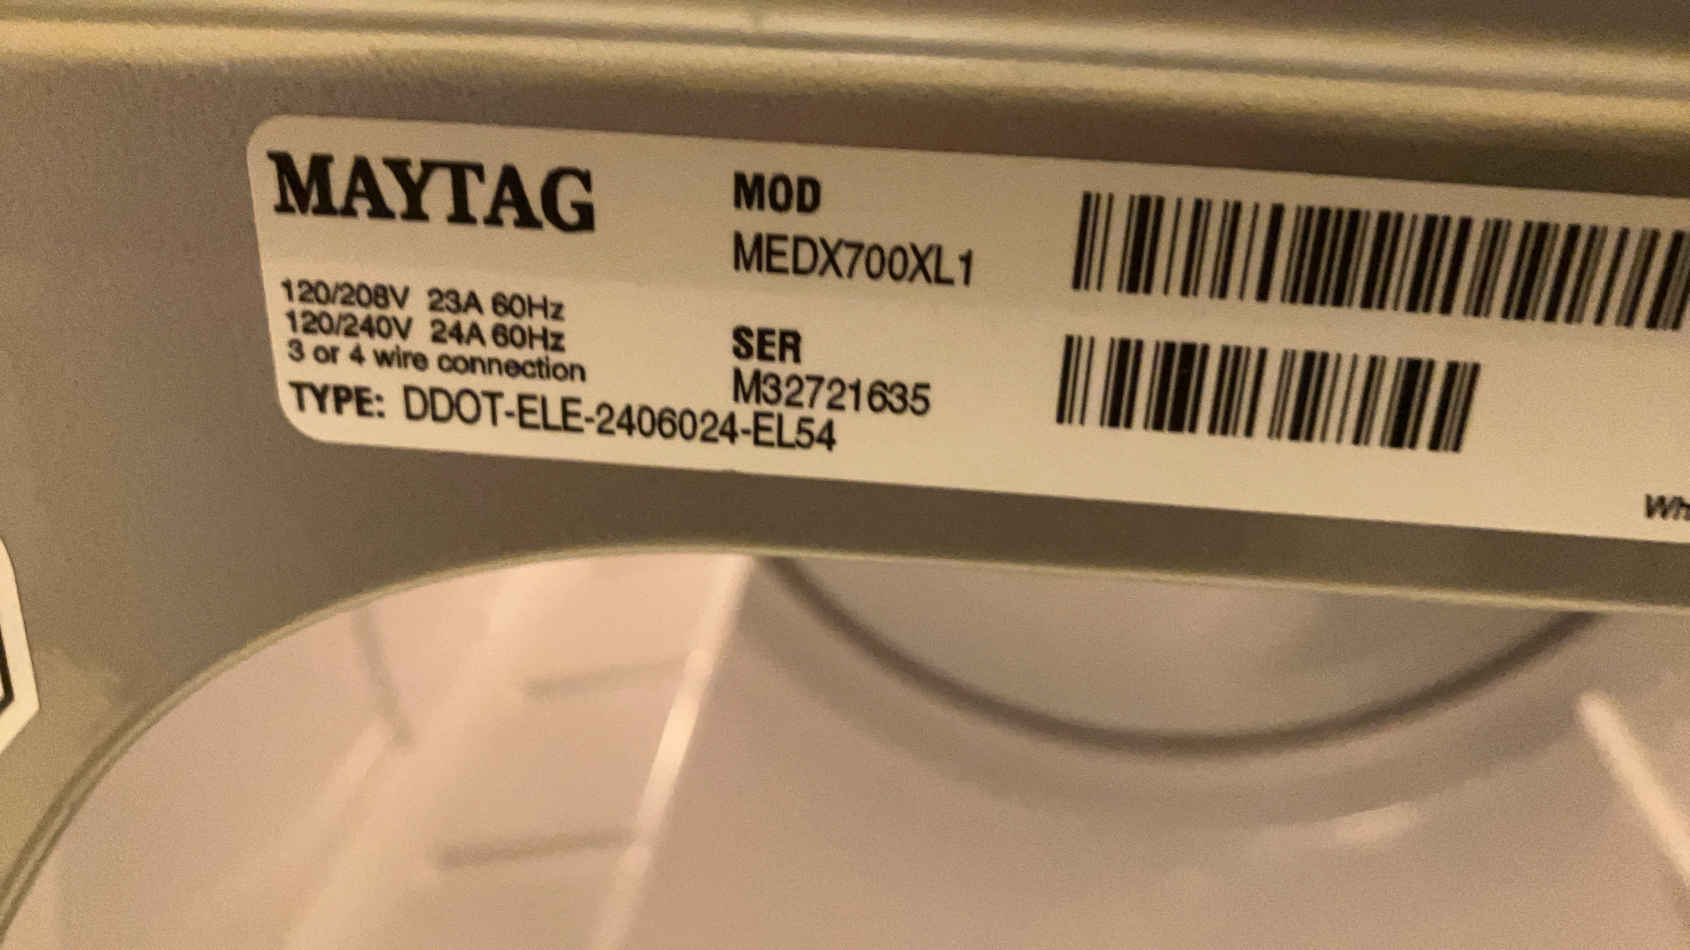 MAYTAG
120/208V 23A 60Hz
120/240V 24A 60Hz
3 or 4 wire connection
TYPE: DDOT-ELE-2406024-EL54
MOD
MEDX700XL1
SER
M32721635
Wh